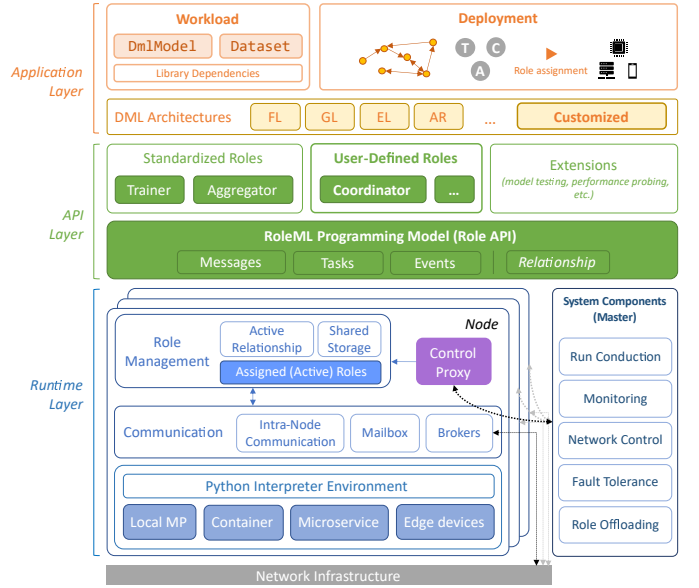 Application
Layer
Workload
DmlModel
Dataset
Library Dependencies
Deployment
T
C
A
Role assignment
DML Architectures
FL
GL
EL
AR
...
Customized
API
Layer
Standardized Roles
Trainer
Aggregator
User-Defined Roles
Coordinator
...
Extensions
(model testing, performance probing,
etc.)
RoleML Programming Model (Role API)
Messages
Tasks
Events
Relationship
Runtime
Layer
Node
Role
Management
Active
Relationship
Shared
Storage
Assigned (Active) Roles
Control
Proxy
Communication
Intra-Node
Communication
Mailbox
Brokers
Python Interpreter Environment
Local MP
Container
Microservice
Edge devices
System Components
(Master)
Run Conduction
Monitoring
Network Control
Fault Tolerance
Role Offloading
Network Infrastructure